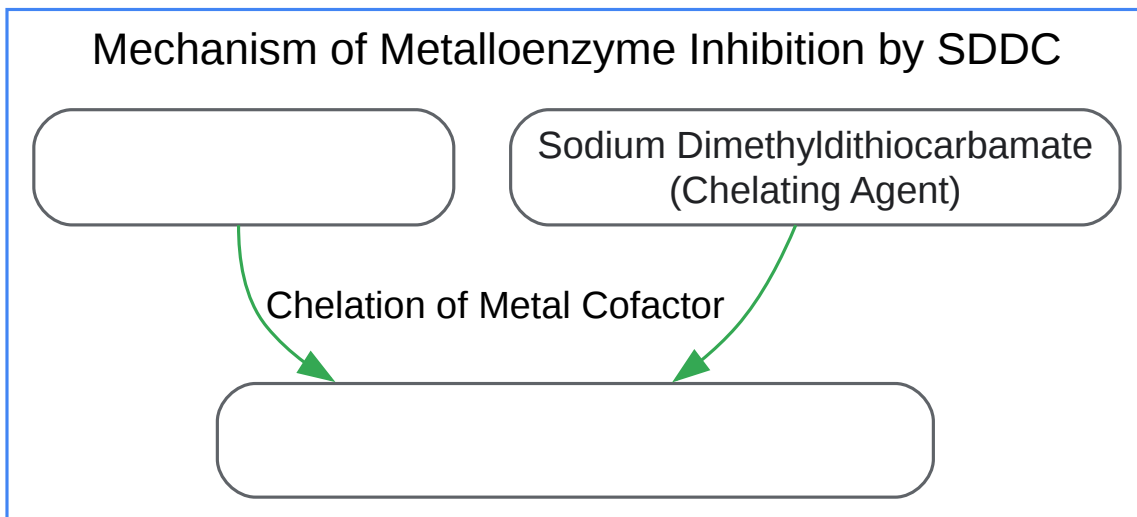 Mechanism of Metalloenzyme Inhibition by SDDC
Sodium Dimethyldithiocarbamate
(Chelating Agent)
Chelation of Metal Cofactor